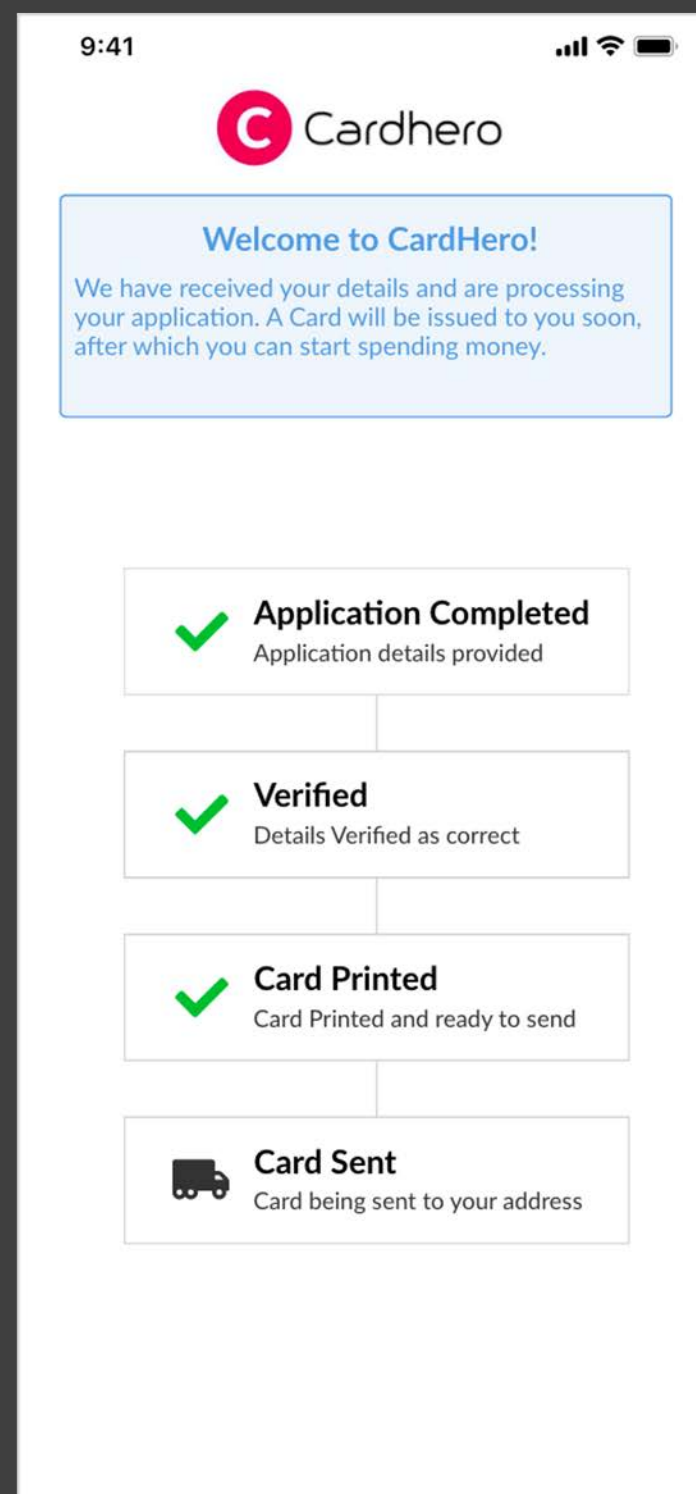 9:41
C Cardhero
Welcome to CardHero!
We have received your details and are processing
your application. A Card will be issued to you soon,
after which you can start spending money.
Application Completed
Application details provided
Verified
Details Verified as correct
Card Printed
Card Printed and ready to send
Card Sent
Card being sent to your address